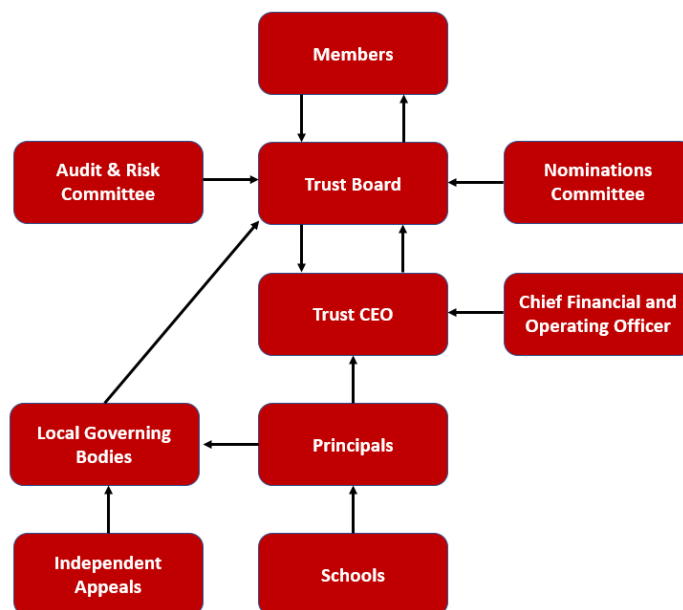 Members
Audit & Risk
Committee
Trust Board
Nominations
Committee
Trust CEO
Chief Financial and
Operating Officer
Local Governing
Bodies
Principals
Independent
Appeals
Schools